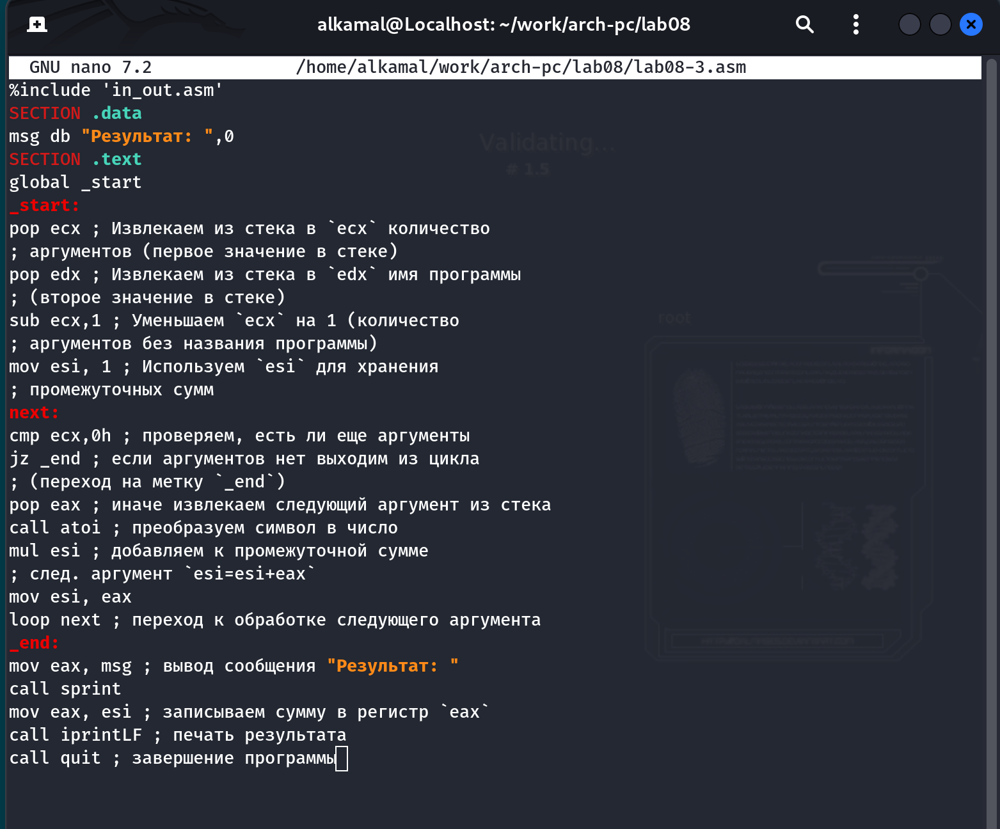 alkamal@Localhost: ~/work/arch-pc/lab08
GNU nano 7.2 /home/alkamal/work/arch-pc/lab08/lab08-3.asm
%include 'in_out.asm'
SECTION .data
msg db "Результат: ",0
SECTION .text
global _start
_start:
pop ecx ; Извлекаем из стека в `ecx` количество
; аргументов (первое значение в стеке)
pop edx ; Извлекаем из стека в `edx` имя программы
; (второе значение в стеке)
sub ecx,1 ; Уменьшаем `ecx` на 1 (количество
; аргументов без названия программы)
mov esi, 1 ; Используем `esi` для хранения
; промежуточных сумм
next:
cmp ecx,0h ; проверяем, есть ли еще аргументы
jz _end ; если аргументов нет выходим из цикла
; (переход на метку `_end`)
pop eax ; иначе извлекаем следующий аргумент из стека
call atoi ; преобразуем символ в число
mul esi ; добавляем к промежуточной сумме
; след. аргумент `esi=esi+eax`
mov esi, eax
loop next ; переход к обработке следующего аргумента
_end:
mov eax, msg ; вывод сообщения "Результат: "
call sprint
mov eax, esi ; записываем сумму в регистр `eax`
call iprintLF ; печать результата
call quit ; завершение программы
Validating...
# 1.5
root